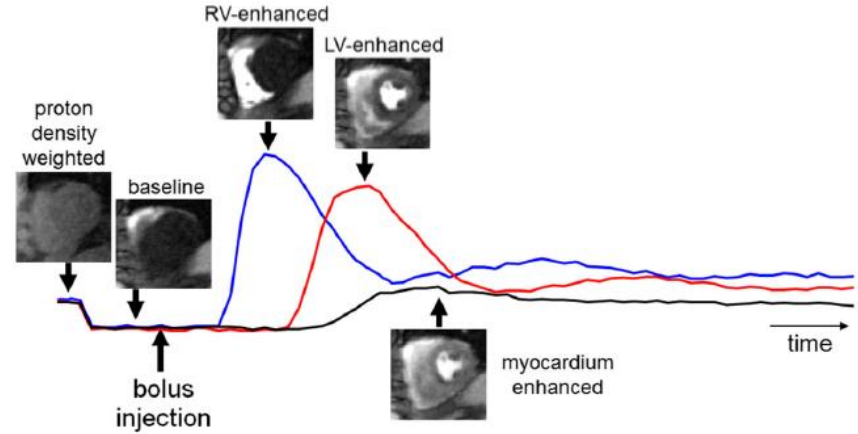 RV-enhanced
LV-enhanced
proton
density
weighted
baseline
bolus
injection
myocardium
enhanced
time